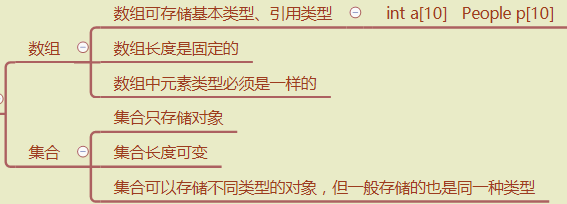 数组可存储基本类型、引用类型 int a[10] People p[10]
数组
数组长度是固定的
数组中元素类型必须是一样的
集合只存储对象
集合
集合长度可变
集合可以存储不同类型的对象，但一般存储的也是同一种类型